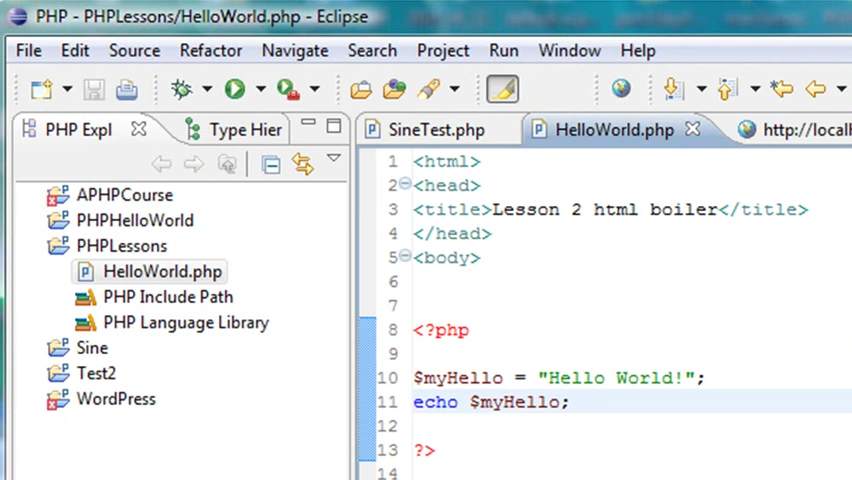 PHP - PHPLessons/HelloWorld.php - Eclipse
File Edit Source Refactor Navigate Search Project Run Window Help
PHP Expl Type Hier
APHPCourse
PHPHelloWorld
PHPLessons
HelloWorld.php
PHP Include Path
PHP Language Library
Sine
Test2
WordPress
SineTest.php HelloWorld.php http://local
1 <html>
2 <head>
3 <title>Lesson 2 html boiler</title>
4 </head>
5 <body>
6
7
8 <?php
9
10 $myHello = "Hello World!";
11 echo $myHello;
12
13 ?>
14